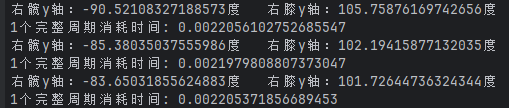 右髋y轴：-90.52108327188573度  右膝y轴：105.75876169742656度
1个完整周期消耗时间：0.0022056102752685547
右髋y轴：-85.38035037555986度  右膝y轴：102.19415877132035度
1个完整周期消耗时间：0.0021979808807373047
右髋y轴：-83.65031855624883度  右膝y轴：101.72644736324344度
1个完整周期消耗时间：0.002205371856689453